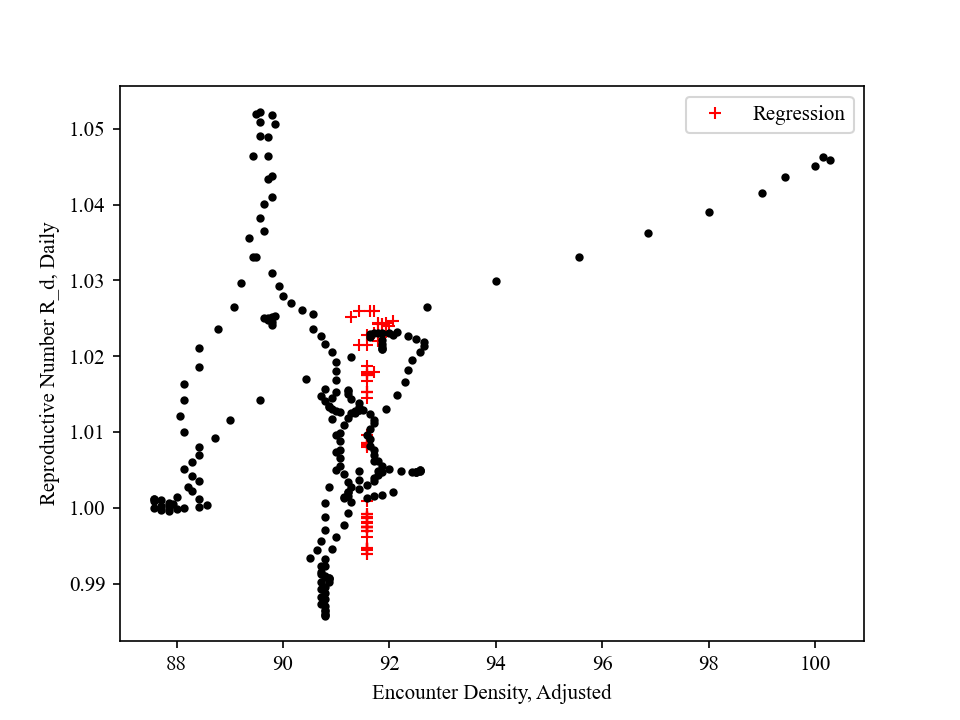 Regression
1.05
1.04
1.03
1.02
1.01
1.00
0.99
Reproductive Number R_d, Daily
88 90 92 94 96 98 100
Encounter Density, Adjusted